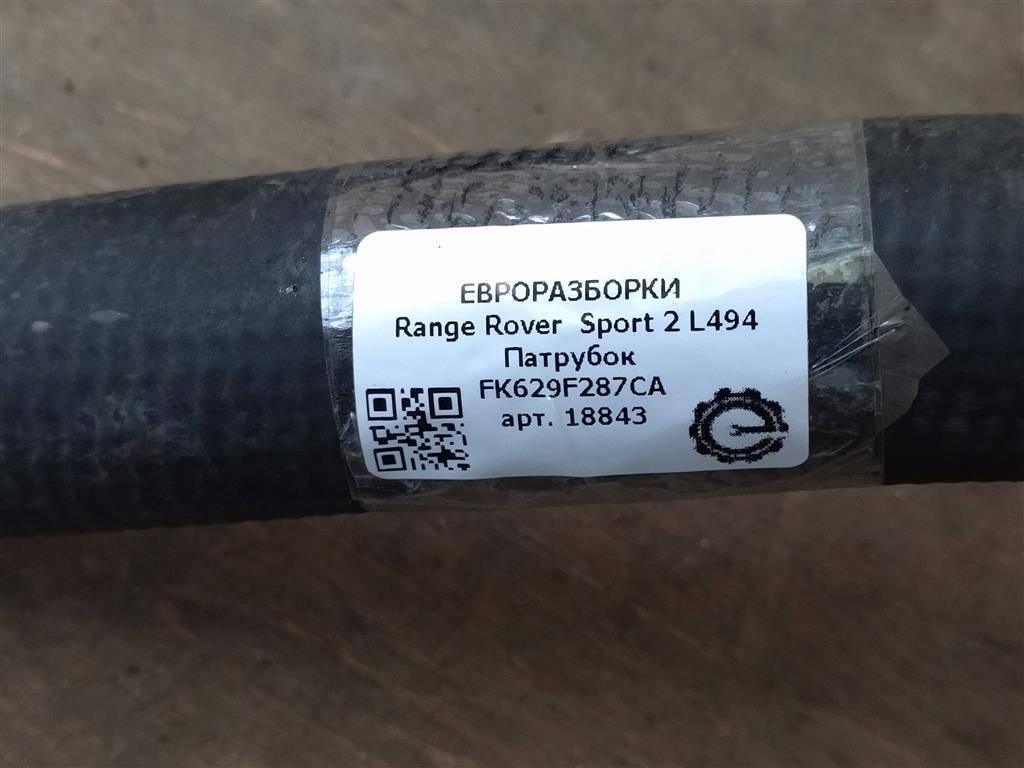 ЕВРОРАЗБОРКИ
Range Rover Sport 2 L494
Патрубок
FK629F287CA
арт. 18843